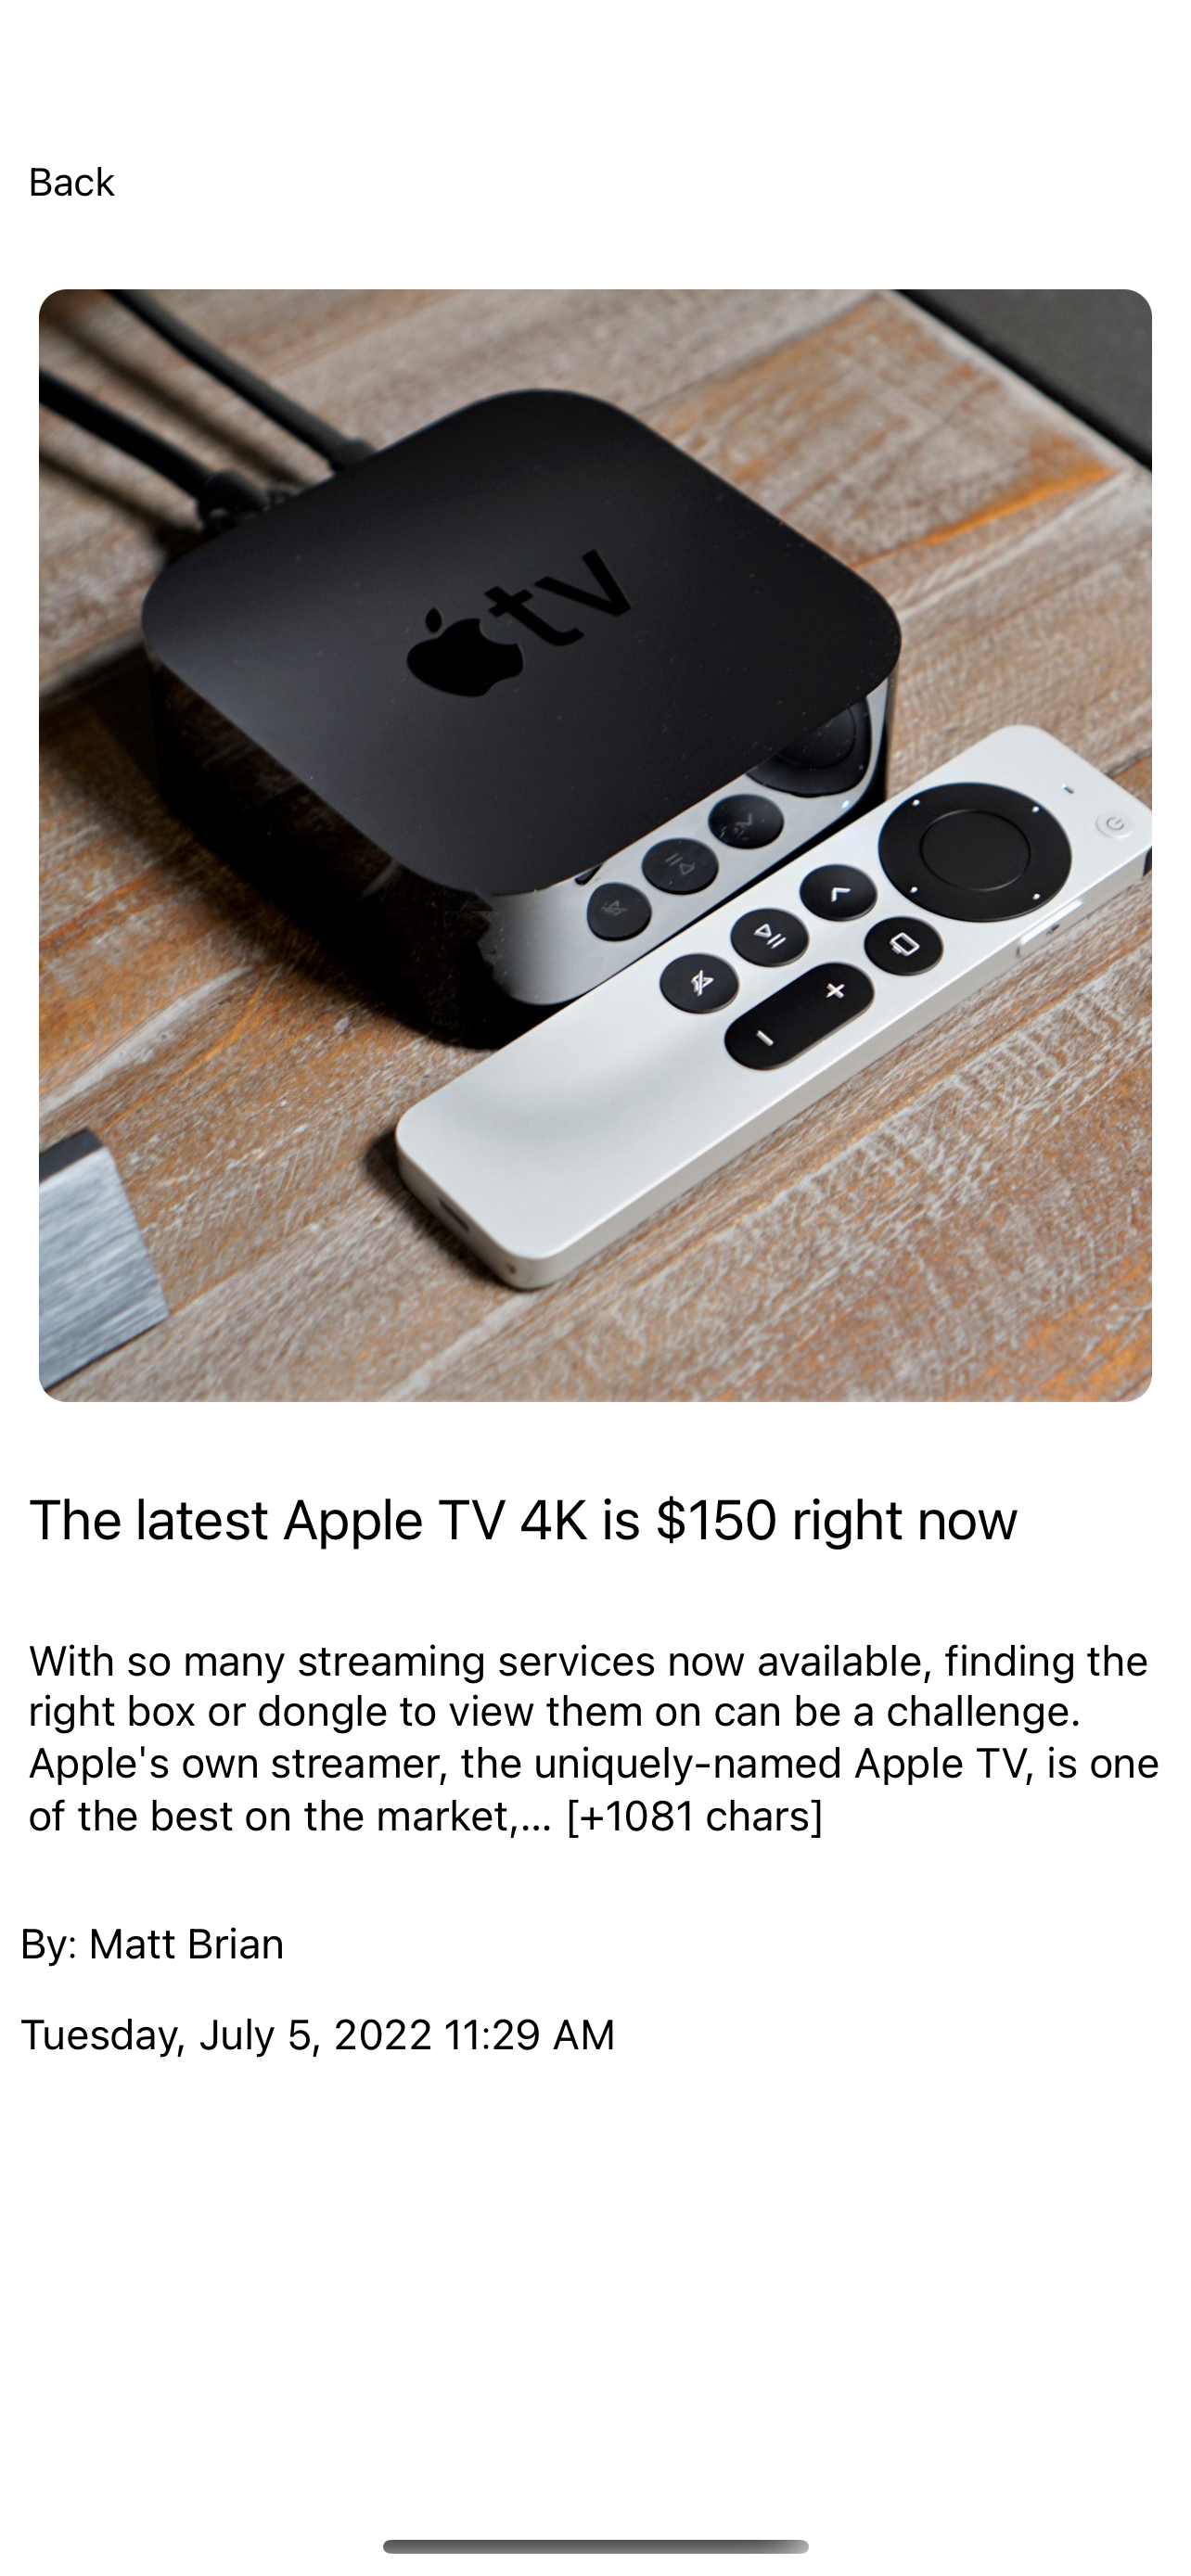 Back
tv
The latest Apple TV 4K is $150 right now
With so many streaming services now available, finding the
right box or dongle to view them on can be a challenge.
Apple's own streamer, the uniquely-named Apple TV, is one
of the best on the market,... [+1081 chars]
By: Matt Brian
Tuesday, July 5, 2022 11:29 AM